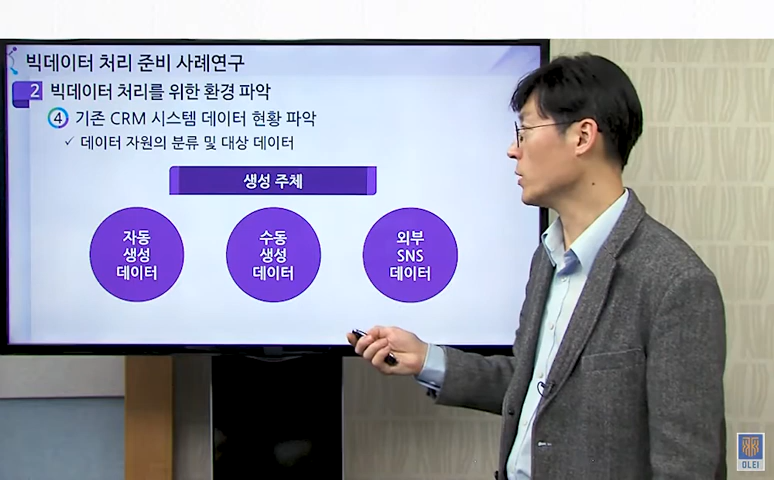 빅데이터 처리 준비 사례연구
2 빅데이터 처리를 위한 환경 파악
④ 기존 CRM 시스템 데이터 현황 파악
✓ 데이터 자원의 분류 및 대상 데이터
생성 주체
자동
생성
데이터
수동
생성
데이터
외부
SNS
데이터
OLEI